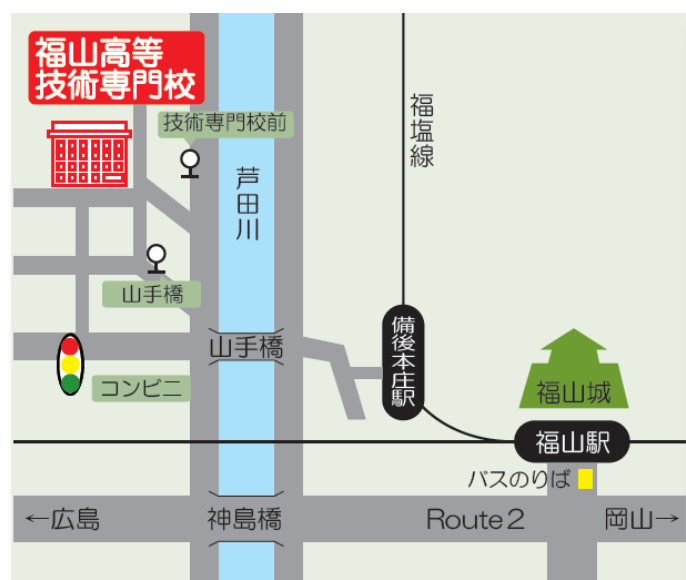 福山高等
技術専門校
技術専門校前
芦田川
福塩線
山手橋
山手橋
備後本庄駅
コンビニ
福山城
福山駅
バスのりば
←広島
神島橋
Route2
岡山→